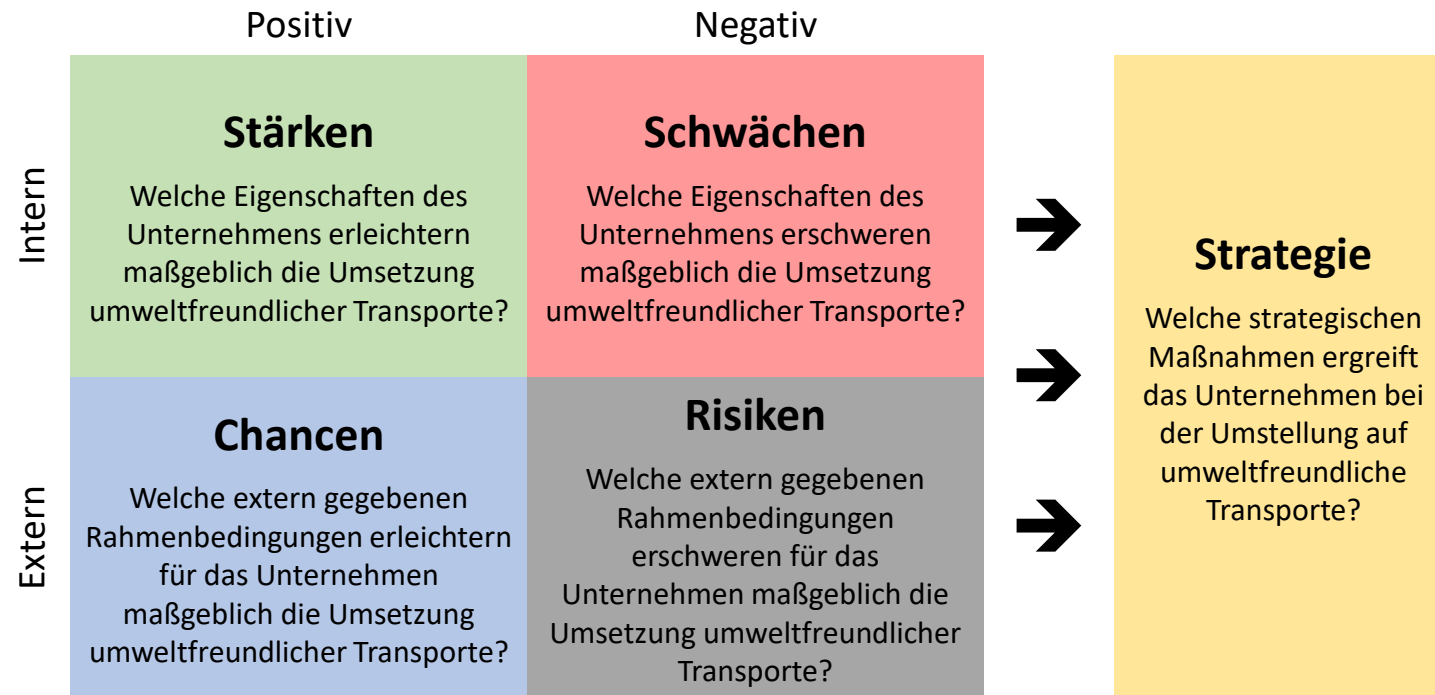 Positiv
Negativ
Intern
Stärken
Welche Eigenschaften des
Unternehmens erleichtern
maßgeblich die Umsetzung
umweltfreundlicher Transporte?
Schwächen
Welche Eigenschaften des
Unternehmens erschweren
maßgeblich die Umsetzung
umweltfreundlicher Transporte?
Extern
Chancen
Welche extern gegebenen
Rahmenbedingungen erleichtern
für das Unternehmen
maßgeblich die Umsetzung
umweltfreundlicher Transporte?
Risiken
Welche extern gegebenen
Rahmenbedingungen
erschweren für das
Unternehmen maßgeblich die
Umsetzung umweltfreundlicher
Transporte?
Strategie
Welche strategischen
Maßnahmen ergreift
das Unternehmen bei
der Umstellung auf
umweltfreundliche
Transporte?